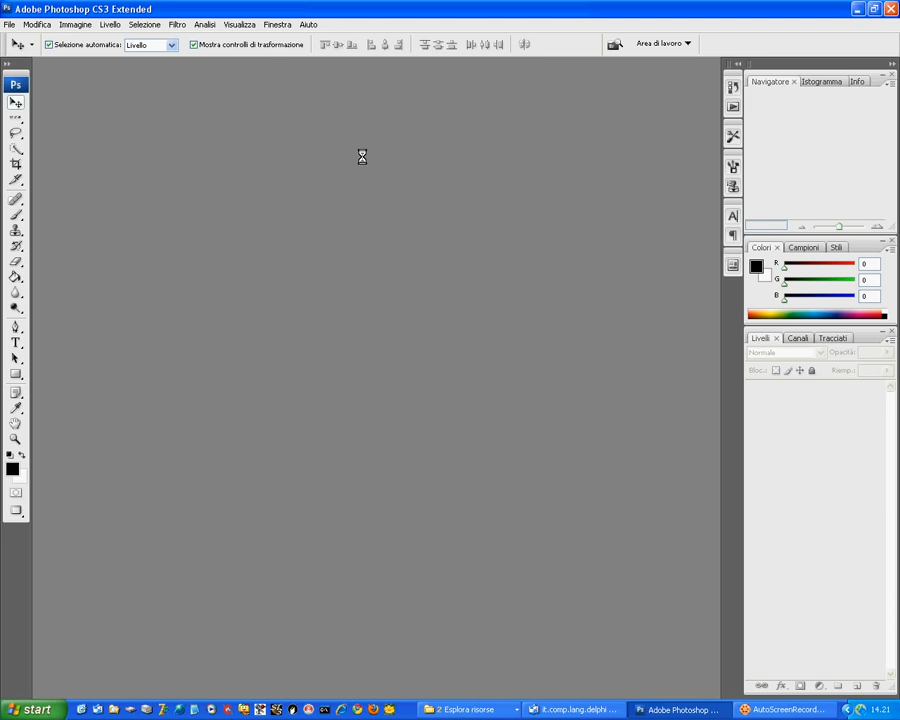 Adobe Photoshop CS3 Extended
File Modifica Immagine Livello Selezione Filtro Analisi Visualizza Finestra Aiuto
Selezione automatica: Livello Mostra controlli di trasformazione Area di lavoro
Ps
Navigatore Istogramma Info
Colori Campioni Stili
R 0
G 0
B 0
Livelli Canali Tracciati
Normale Opacità:
Bloc.: Riemp.:
T
A
start 2 Esplora risorse it.comp.lang.delphi ... Adobe Photoshop ... AutoScreenRecord... 14.21